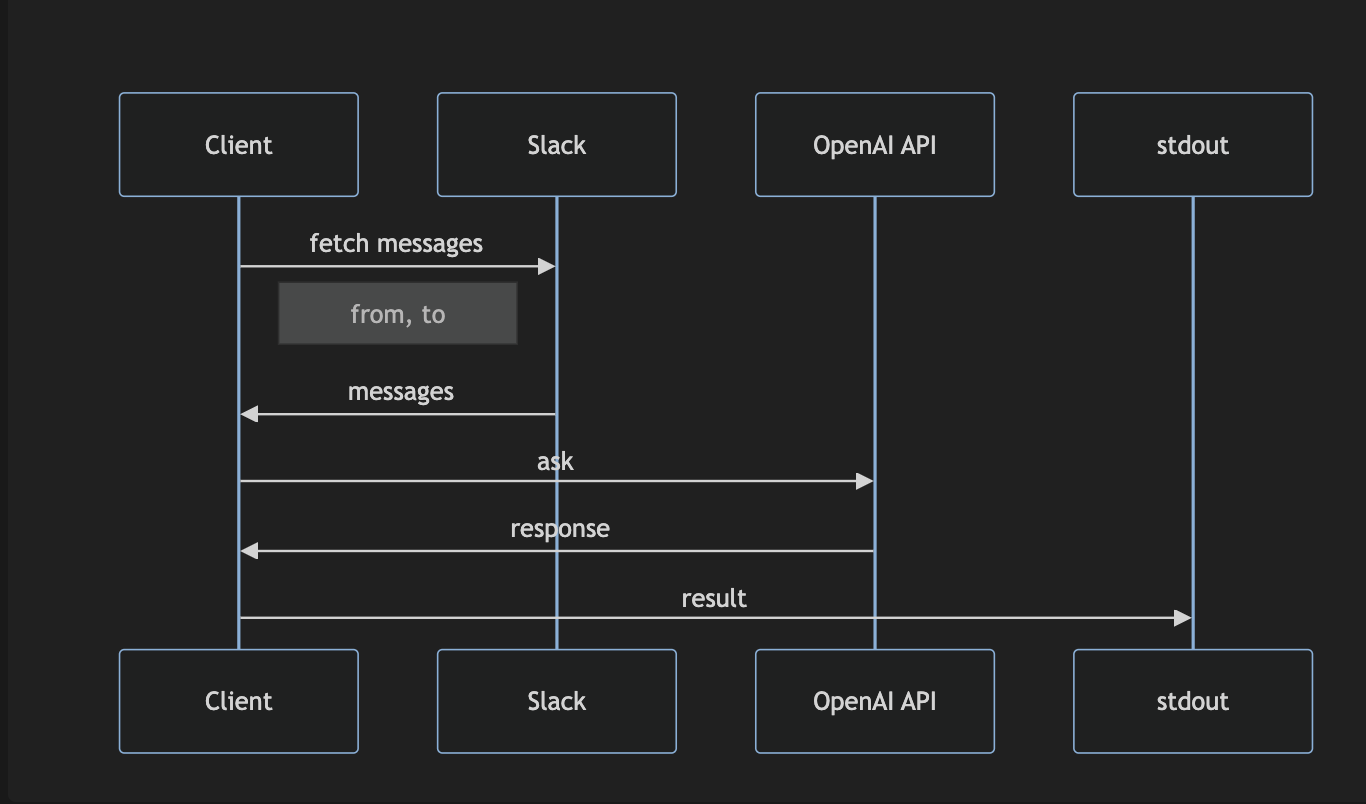 Client
Slack
OpenAI API
stdout
fetch messages
from, to
messages
ask
response
result
Client
Slack
OpenAI API
stdout